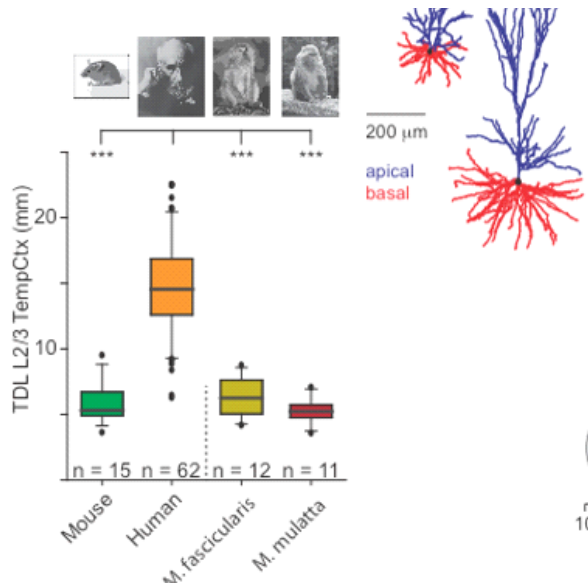 ***
***
***
200 µm
apical
basal
TDL L2/3 TempCtx (mm)
20
10
n = 15
n = 62
n = 12
n = 11
Mouse
Human
M. fascicularis
M. mulatta
10